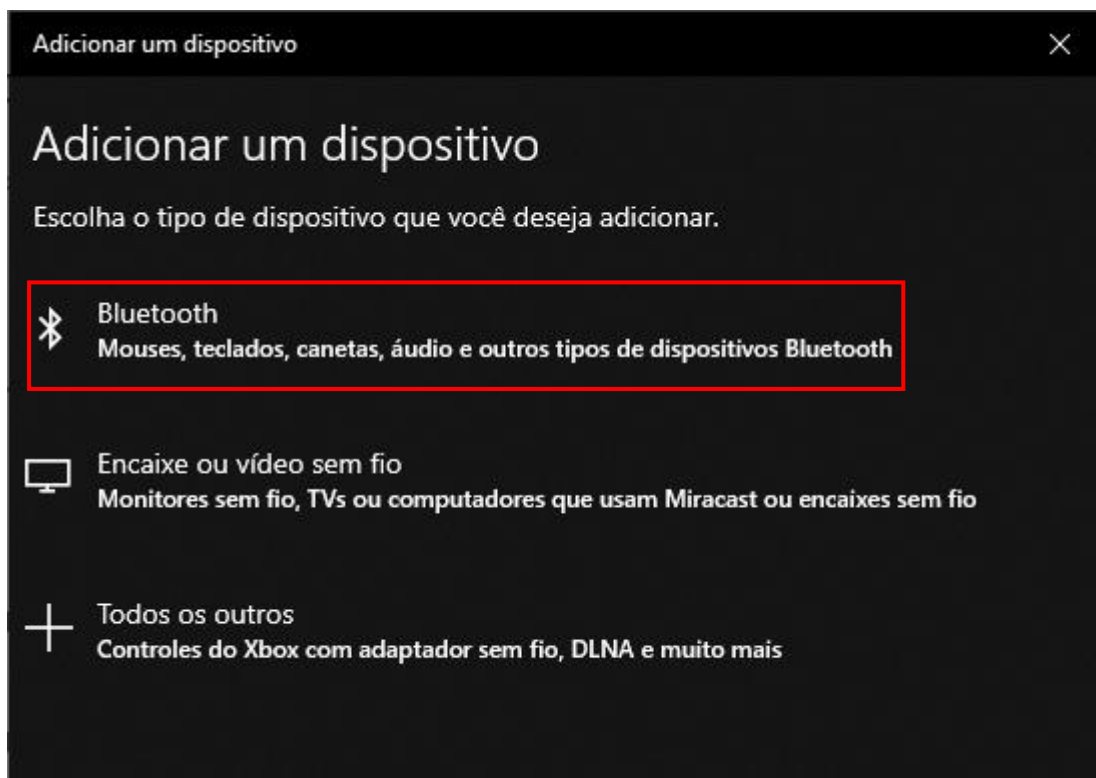 Adicionar um dispositivo
Adicionar um dispositivo
Escolha o tipo de dispositivo que você deseja adicionar.
Bluetooth
Mouses, teclados, canetas, áudio e outros tipos de dispositivos Bluetooth
Encaixe ou vídeo sem fio
Monitores sem fio, TVs ou computadores que usam Miracast ou encaixes sem fio
Todos os outros
Controles do Xbox com adaptador sem fio, DLNA e muito mais